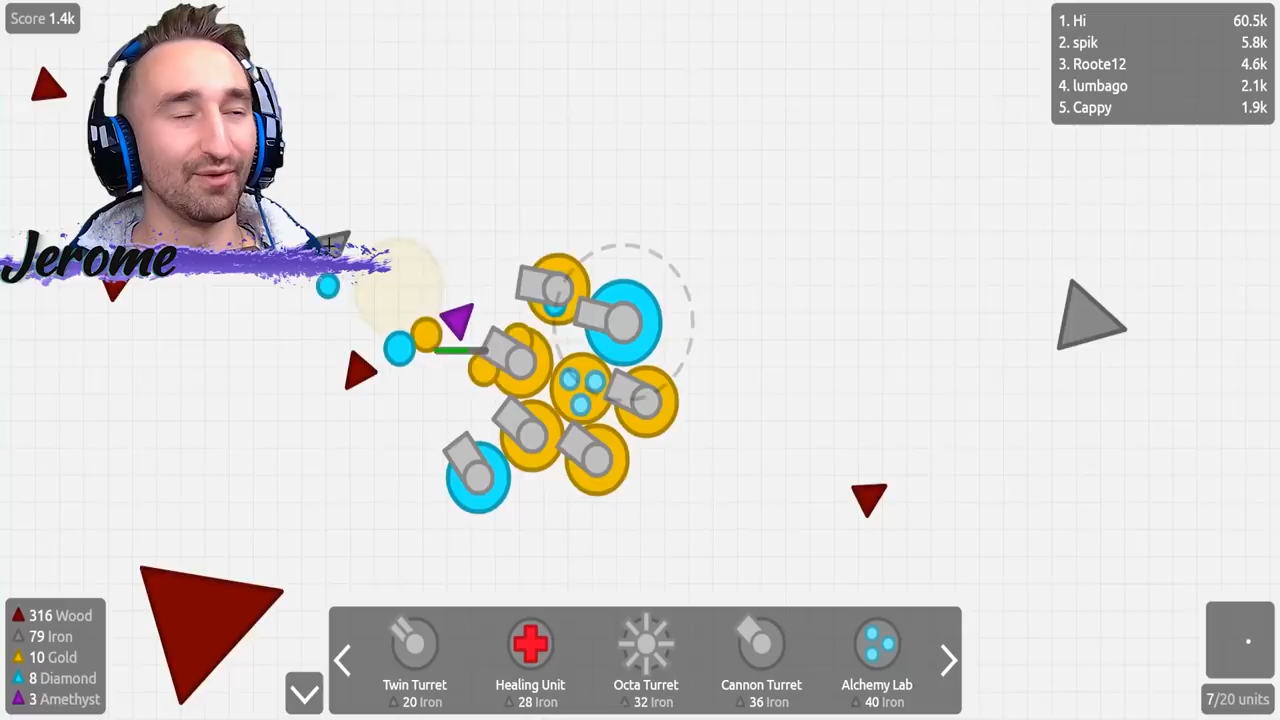 Score 1.4k
1. Hi 60.5k
2. spik 5.8k
3. Roote12 4.6k
4. lumbago 2.1k
5. Cappy 1.9k
Jerome
316 Wood
79 Iron
10 Gold
8 Diamond
3 Amethyst
Twin Turret
20 Iron
Healing Unit
28 Iron
Octa Turret
32 Iron
Cannon Turret
36 Iron
Alchemy Lab
40 Iron
7/20 units